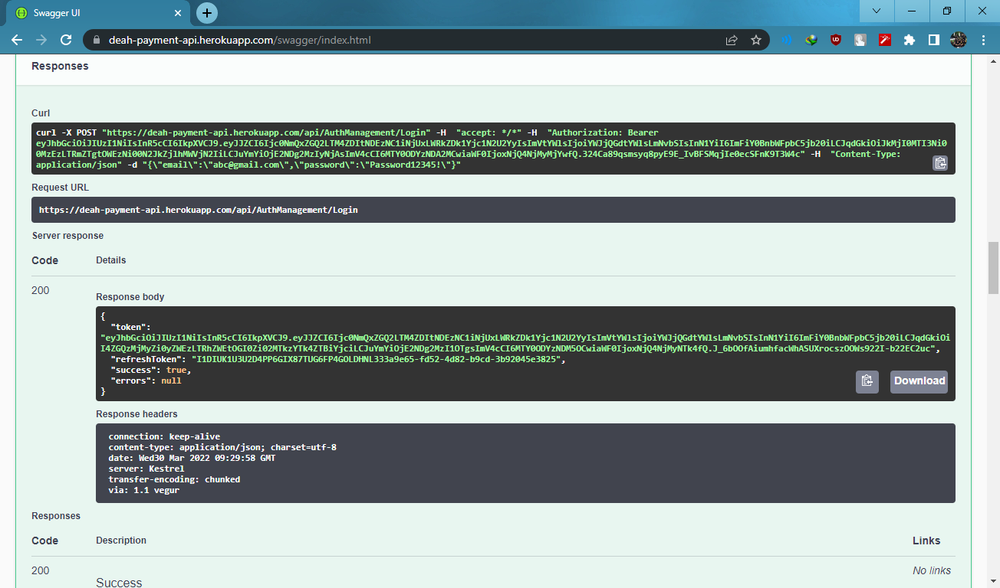 Swagger UI
deah-payment-api.herokuapp.com/swagger/index.html
Responses
Curl
curl -X POST "https://deah-payment-api.herokuapp.com/api/AuthManagement/Login" -H  "accept: */*" -H  "Authorization: Bearer
eyJhbGciOiJIUzI1NiIsInR5cCI6IkpXVCJ9.eyJJZCI6Ijc0NmQxZGQ2LTM4ZDItNDEzNC1iNjUxLWRkZDk1Yjc1N2U2YyIsImVtYWlsIjoiYWJjQGdtYWlsLmNvbSIsInN1YiI6ImFiY0BnbWFpbC5jb20iLCJqdGkiOiJkMjI0MTI3Ni0
0MzEzLTRmZTgtOWEzNi00N2JkZjlhMWVjN2IiLCJuYmYiOjE2NDg2MzIyNjAsImV4cCI6MTY0ODYzNDA2MCwiaWF0IjoxNjQ4NjMyMjYwfQ.324Ca89qsmsyq8pyE9E_IvBFSMqjIe0ecSFnK9T3W4c" -H  "Content-Type:
application/json" -d "{\"email\":\"abc@gmail.com\",\"password\":\"Password12345!\"}"
Request URL
https://deah-payment-api.herokuapp.com/api/AuthManagement/Login
Server response
Code Details
200
Response body
{
"token":
"eyJhbGciOiJIUzI1NiIsInR5cCI6IkpXVCJ9.eyJJZCI6Ijc0NmQxZGQ2LTM4ZDItNDEzNC1iNjUxLWRkZDk1Yjc1N2U2YyIsImVtYWlsIjoiYWJjQGdtYWlsLmNvbSIsInN1YiI6ImFiY0BnbWFpbC5jb20iLCJqdGkiOi
I4ZGQzMjMyZi0yZWEzLTRhZWEtOGI0Zi02MTkzYTk4ZTBiYjciLCJuYmYiOjE2NDg2MzI1OTgsImV4cCI6MTY0ODYzNDM5OCwiaWF0IjoxNjQ4NjMyNTk4fQ.J_6bOOfAiumhfacWhASUXrocszOOWs922I-b22EC2uc",
"refreshToken": "I1DIUK1U3U2D4PP6GIX87TUG6FP4GOLDHNL333a9e65-fd52-4d82-b9cd-3b92045e3825",
"success": true,
"errors": null
}
Download
Response headers
connection: keep-alive
content-type: application/json; charset=utf-8
date: Wed30 Mar 2022 09:29:58 GMT
server: Kestrel
transfer-encoding: chunked
via: 1.1 vegur
Responses
Code Description Links
200 No links
Success